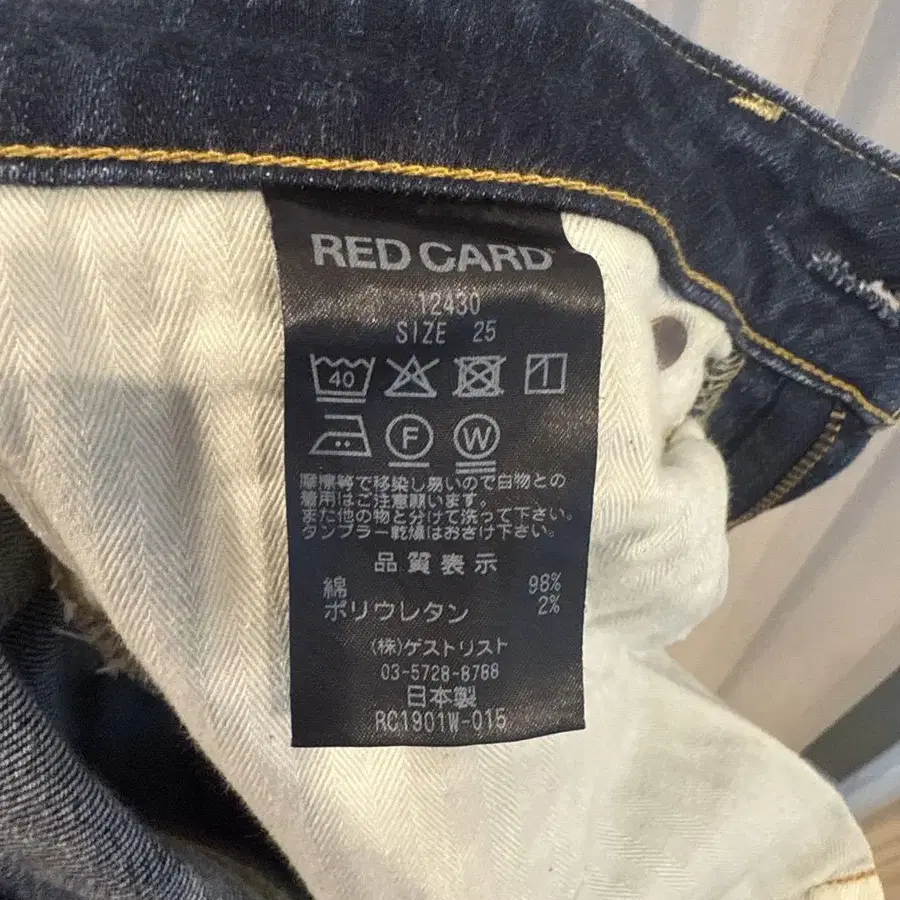 RED CARD
12430
SIZE 25
40
F W
摩擦等で移染し易いので白物との
着用はご注意願います。
また他の物と分けて洗って下さい。
タンブラー乾燥はおさけ下さい。
品質表示
綿 98%
ポリウレタン 2%
(株)ゲストリスト
03-5728-8788
日本製
RC1901W-015